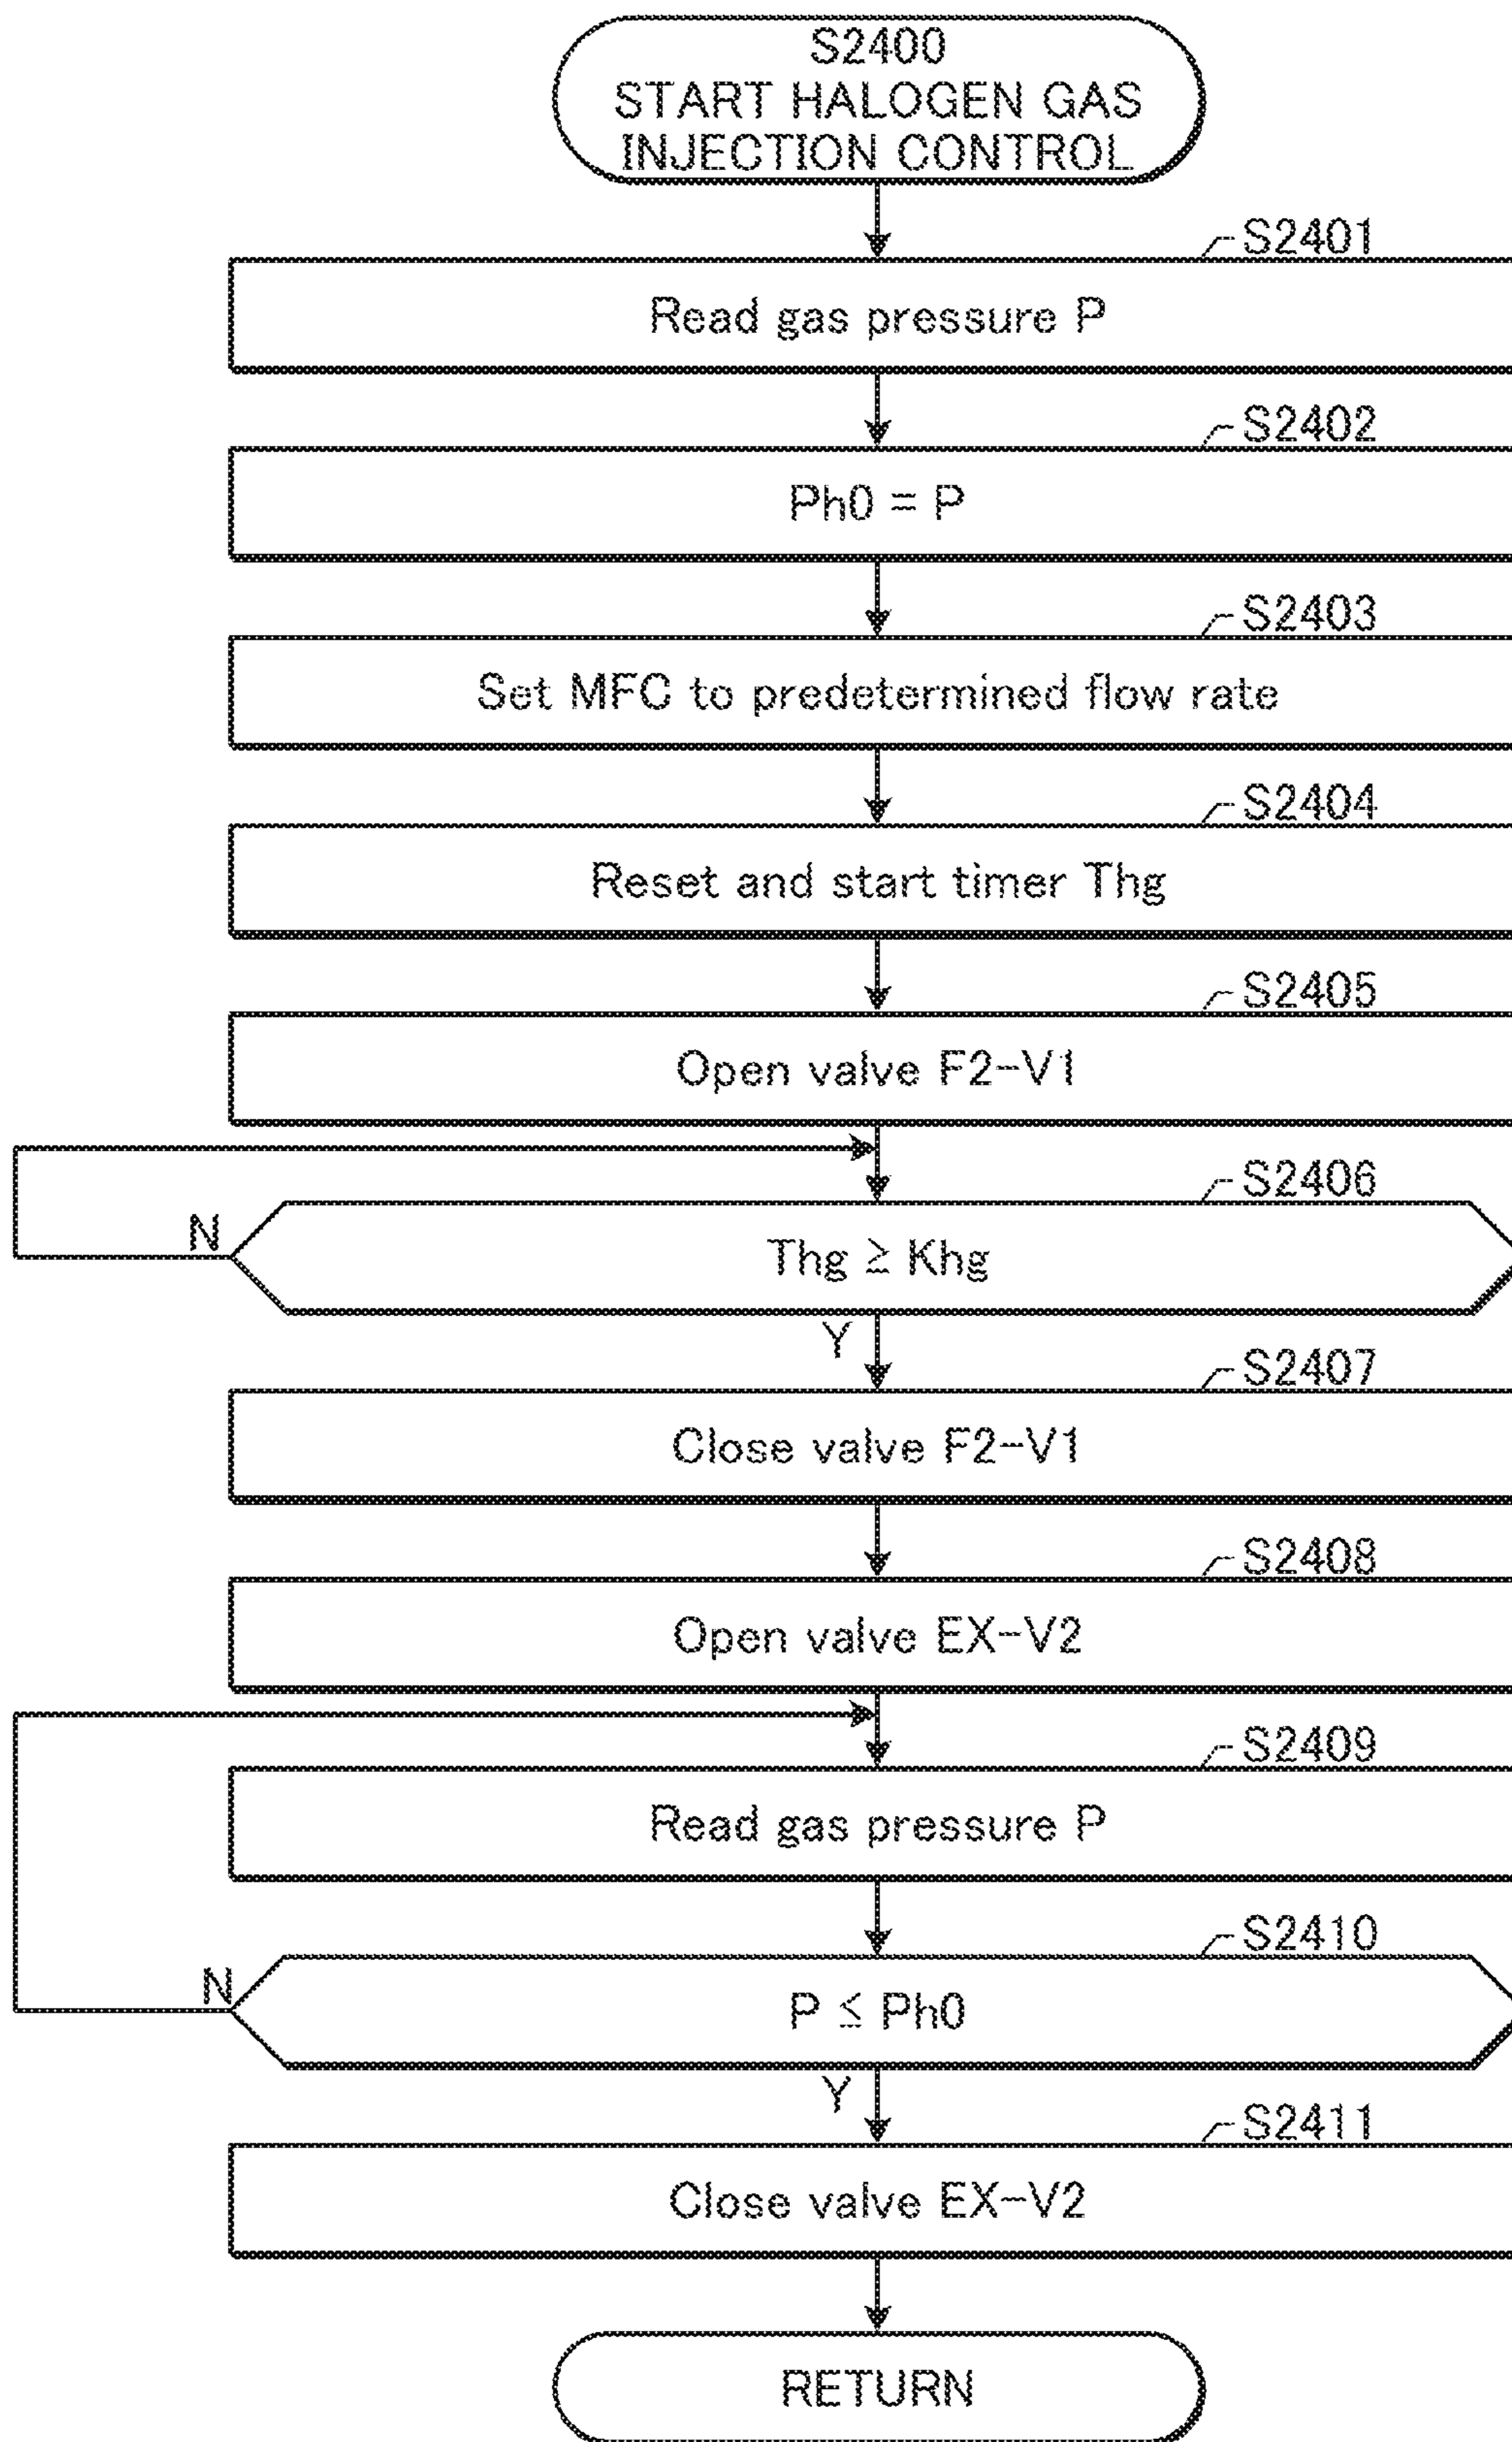 S2400
START HALOGEN GAS
INJECTION CONTROL
S2401
Read gas pressure P
S2402
Ph0 = P
S2403
Set MFC to predetermined flow rate
S2404
Reset and start timer Thg
S2405
Open valve F2-V1
S2406
N
Thg ≥ Khg
Y
S2407
Close valve F2-V1
S2408
Open valve EX-V2
S2409
Read gas pressure P
S2410
N
P ≤ Ph0
Y
S2411
Close valve EX-V2
RETURN